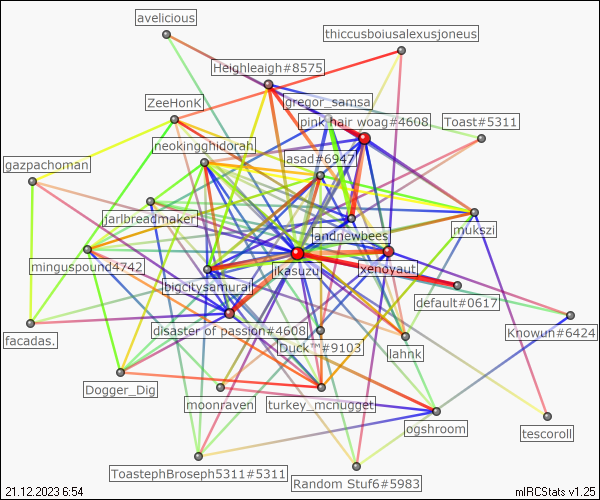 avelicious
thiccusboiusalexusjoneus
Heighleaigh#8575
ZeeHonK
gregor_samsa
pink hair woag#4608
Toast#5311
neokingghidorah
asad#6947
gazpachoman
jarlbreadmaker
mukszi
jandnewbees
minguspound4742
ikasuzu
xenoyaut
bigcitysamurai
default#0617
facadas.
disaster of passion#4608
Knowun#6424
Duck™#9103
lahnk
Dogger_Dig
moonraven
turkey_mcnugget
ogshroom
tescoroll
ToastephBroseph5311#5311
Random Stuf6#5983
21.12.2023 6:54
mIRCStats v1.25